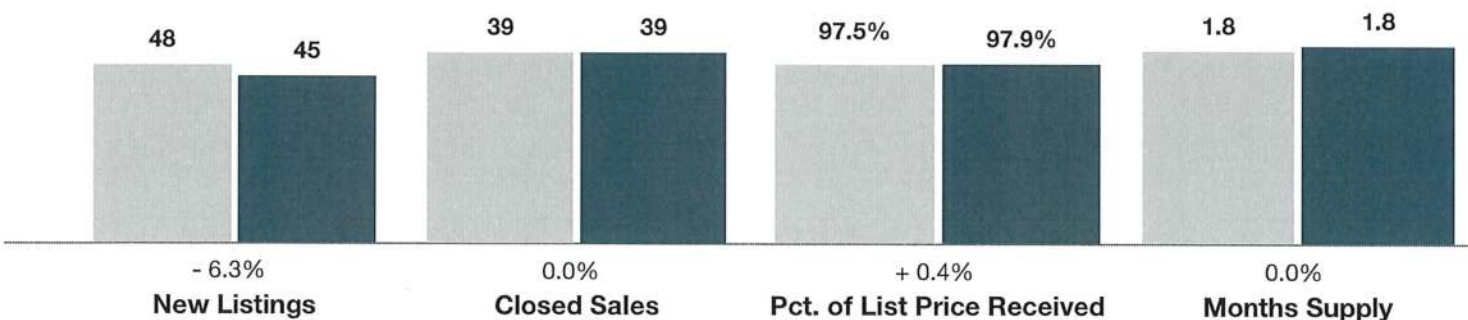 48 45 39 39 97.5% 97.9% 1.8 1.8
- 6.3% 0.0% + 0.4% 0.0%
New Listings Closed Sales Pct. of List Price Received Months Supply